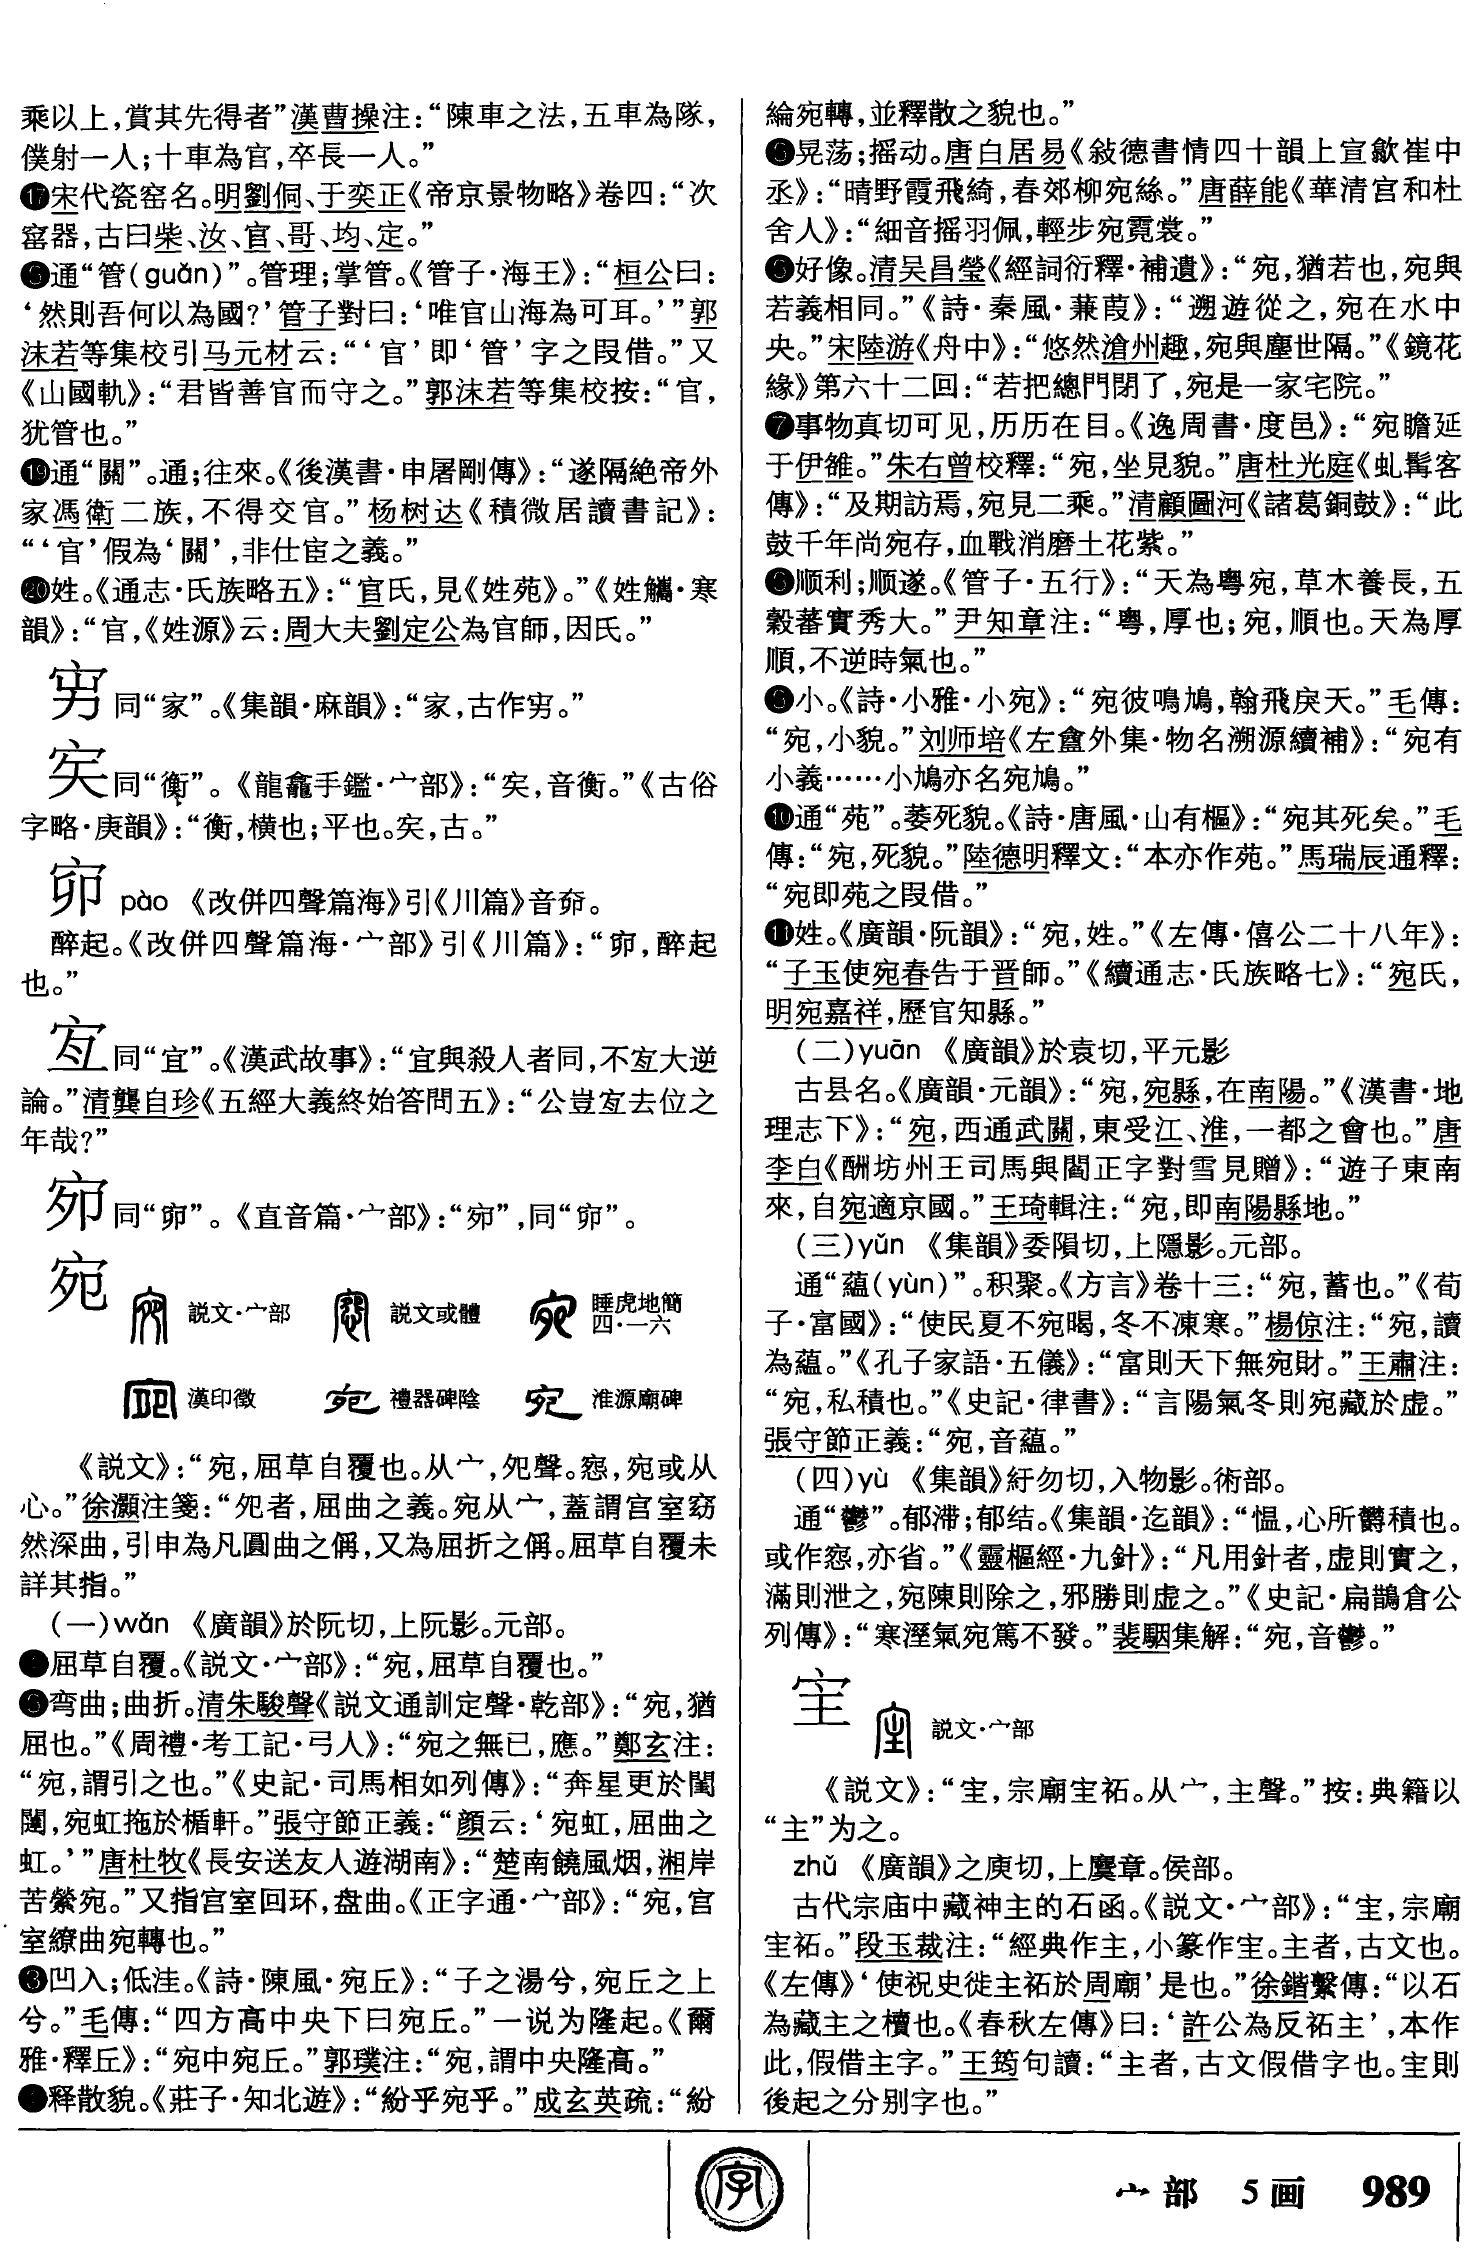 乘以上，賞其先得者”漢曹操注：“陳車之法，五車為隊，
僕射一人；十車為官，卒長一人。”
⓱宋代瓷窑名。明劉侗、于奕正《帝京景物略》卷四：“次
窑器，古曰柴、汝、官、哥、均、定。”
通“管（guǎn）”。管理；掌管。《管子·海王》：“桓公曰：
‘然則吾何以為國？’管子對曰：‘唯官山海為可耳。’”郭
沫若等集校引马元材云：“‘官’即‘管’字之叚借。”又
《山國軌》：“君皆善官而守之。”郭沫若等集校按：“官，
犹管也。”
⓳通“關”。通；往來。《後漢書·申屠剛傳》：“遂隔絶帝外
家馮衛二族，不得交官。”杨树达《積微居讀書記》：
“‘官’假為‘關’，非仕宦之義。”
⓴姓。《通志·氏族略五》：“官氏，見《姓苑》。”《姓觿·寒
韻》：“官，《姓源》云：周大夫劉定公為官師，因氏。”
同“家”。《集韻·麻韻》：“家，古作。”
同“衡”。《龍龕手鑑·宀部》：“，音衡。”《古俗
字略·庚韻》：“衡，横也；平也。，古。”
pào 《改併四聲篇海》引《川篇》音奅。
醉起。《改併四聲篇海·宀部》引《川篇》：“，醉起
也。”
同“宜”。《漢武故事》：“宜與殺人者同，不大逆
論。”清龔自珍《五經大義終始答問五》：“公豈去位之
年哉？”
同“”。《直音篇·宀部》：“”，同“”。
宛
説文·宀部 説文或體 睡虎地簡四·一六
漢印徵 禮器碑陰 淮源廟碑
《説文》：“宛，屈草自覆也。从宀，夗聲。惌，宛或从
心。”徐灝注箋：“夗者，屈曲之義。宛从宀，蓋謂宫室窈
然深曲，引申為凡圓曲之偁，又為屈折之偁。屈草自覆未
詳其指。”
（一）wǎn 《廣韻》於阮切，上阮影。元部。
屈草自覆。《説文·宀部》：“宛，屈草自覆也。”
弯曲；曲折。清朱駿聲《説文通訓定聲·乾部》：“宛，猶
屈也。”《周禮·考工記·弓人》：“宛之無已，應。”鄭玄注：
“宛，謂引之也。”《史記·司馬相如列傳》：“奔星更於閨
闥，宛虹拖於楯軒。”張守節正義：“顔云：‘宛虹，屈曲之
虹。’”唐杜牧《長安送友人遊湖南》：“楚南饒風烟，湘岸
苦縈宛。”又指宫室回环，盘曲。《正字通·宀部》：“宛，宫
室繚曲宛轉也。”
❸凹入；低洼。《詩·陳風·宛丘》：“子之湯兮，宛丘之上
兮。”毛傳：“四方高中央下曰宛丘。”一说为隆起。《爾
雅·釋丘》：“宛中宛丘。”郭璞注：“宛，謂中央隆高。”
释散貌。《莊子·知北遊》：“紛乎宛乎。”成玄英疏：“紛
綸宛轉，並釋散之貌也。”
晃荡；摇动。唐白居易《敍德書情四十韻上宣歙崔中
丞》：“晴野霞飛綺，春郊柳宛絲。”唐薛能《華清宫和杜
舍人》：“細音摇羽佩，輕步宛霓裳。”
好像。清吴昌瑩《經詞衍釋·補遺》：“宛，猶若也，宛與
若義相同。”《詩·秦風·蒹葭》：“遡遊從之，宛在水中
央。”宋陸游《舟中》：“悠然滄州趣，宛與塵世隔。”《鏡花
緣》第六十二回：“若把總門閉了，宛是一家宅院。”
❼事物真切可见，历历在目。《逸周書·度邑》：“宛瞻延
于伊雒。”朱右曾校釋：“宛，坐見貌。”唐杜光庭《虬髯客
傳》：“及期訪焉，宛見二乘。”清顧圖河《諸葛銅鼓》：“此
鼓千年尚宛存，血戰消磨土花紫。”
顺利；顺遂。《管子·五行》：“天為粤宛，草木養長，五
穀蕃實秀大。”尹知章注：“粤，厚也；宛，順也。天為厚
順，不逆時氣也。”
小。《詩·小雅·小宛》：“宛彼鳴鳩，翰飛戾天。”毛傳：
“宛，小貌。”刘师培《左盦外集·物名溯源續補》：“宛有
小義……小鳩亦名宛鳩。”
❿通“苑”。萎死貌。《詩·唐風·山有樞》：“宛其死矣。”毛
傳：“宛，死貌。”陸德明釋文：“本亦作苑。”馬瑞辰通釋：
“宛即苑之叚借。”
⓫姓。《廣韻·阮韻》：“宛，姓。”《左傳·僖公二十八年》：
“子玉使宛春告于晋師。”《續通志·氏族略七》：“宛氏，
明宛嘉祥，歷官知縣。”
（二）yuān 《廣韻》於袁切，平元影
古县名。《廣韻·元韻》：“宛，宛縣，在南陽。”《漢書·地
理志下》：“宛，西通武關，東受江、淮，一都之會也。”唐
李白《酬坊州王司馬與閻正字對雪見贈》：“遊子東南
來，自宛適京國。”王琦輯注：“宛，即南陽縣地。”
（三）yǔn 《集韻》委隕切，上隱影。元部。
通“藴（yùn）”。积聚。《方言》卷十三：“宛，蓄也。”《荀
子·富國》：“使民夏不宛暍，冬不凍寒。”楊倞注：“宛，讀
為藴。”《孔子家語·五儀》：“富則天下無宛財。”王肅注：
“宛，私積也。”《史記·律書》：“言陽氣冬則宛藏於虚。”
張守節正義：“宛，音藴。”
（四）yù 《集韻》紆勿切，入物影。術部。
通“鬱”。郁滞；郁结。《集韻·迄韻》：“愠，心所鬱積也。
或作惌，亦省。”《靈樞經·九針》：“凡用針者，虚則實之，
滿則泄之，宛陳則除之，邪勝則虚之。”《史記·扁鵲倉公
列傳》：“寒溼氣宛篤不發。”裴駰集解：“宛，音鬱。”
宔
説文·宀部
《説文》：“宔，宗廟宔祏。从宀，主聲。”按：典籍以
“主”为之。
zhǔ 《廣韻》之庾切，上麌章。侯部。
古代宗庙中藏神主的石函。《説文·宀部》：“宔，宗廟
宔祏。”段玉裁注：“經典作主，小篆作宔。主者，古文也。
《左傳》‘使祝史徙主祏於周廟’是也。”徐鍇繫傳：“以石
為藏主之櫝也。《春秋左傳》曰：‘許公為反祏主’，本作
此，假借主字。”王筠句讀：“主者，古文假借字也。宔則
後起之分别字也。”
字
宀部 5画 989